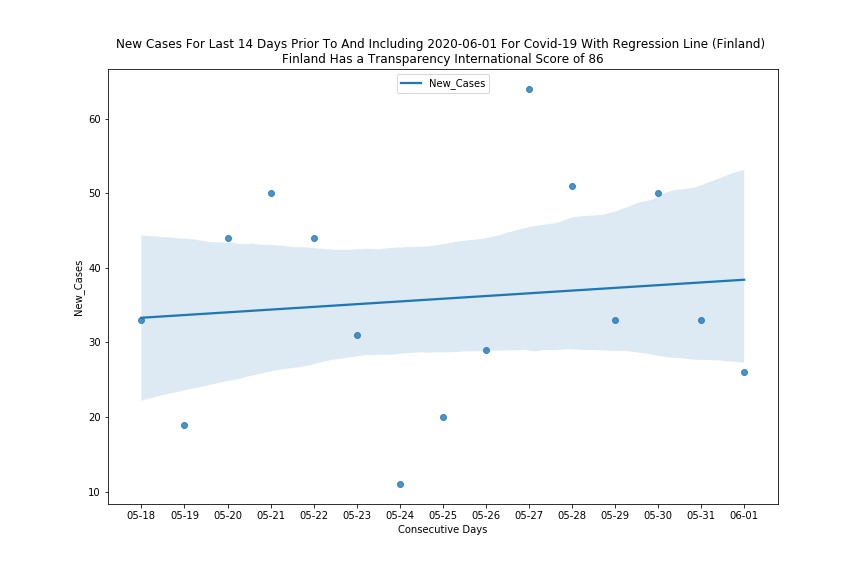 New Cases For Last 14 Days Prior To And Including 2020-06-01 For Covid-19 With Regression Line (Finland)
Finland Has a Transparency International Score of 86
New_Cases
60
50
40
30
20
10
New_Cases
05-18 05-19 05-20 05-21 05-22 05-23 05-24 05-25 05-26 05-27 05-28 05-29 05-30 05-31 06-01
Consecutive Days